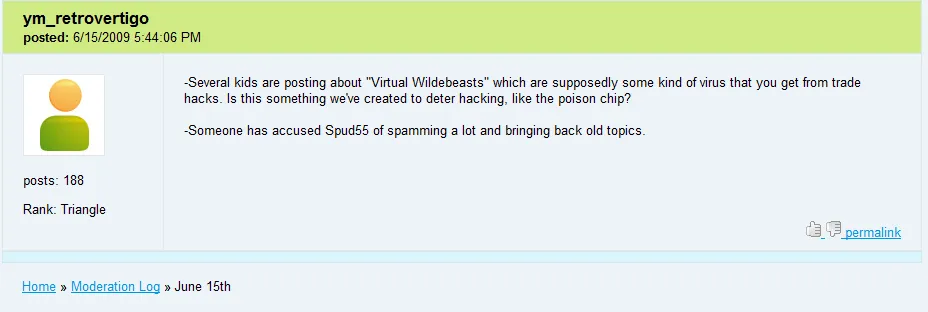 ym_retrovertigo
posted: 6/15/2009 5:44:06 PM
-Several kids are posting about "Virtual Wildebeasts" which are supposedly some kind of virus that you get from trade
hacks. Is this something we've created to deter hacking, like the poison chip?
-Someone has accused Spud55 of spamming a lot and bringing back old topics.
posts: 188
Rank: Triangle
permalink
Home » Moderation Log » June 15th